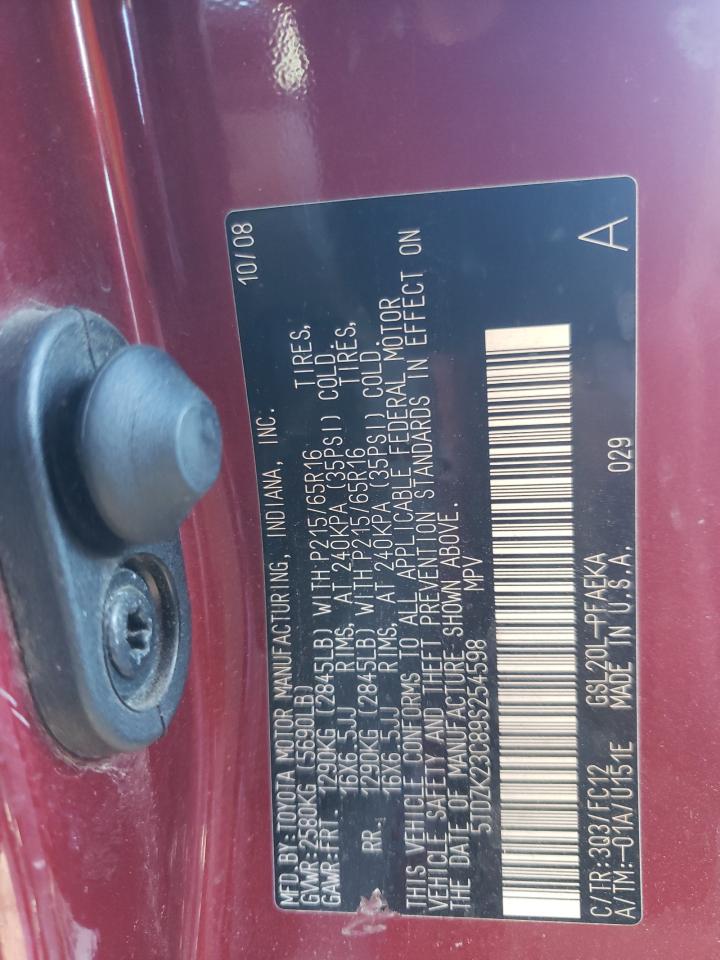 MFD.BY:TOYOTA MOTOR MANUFACTURING, INDIANA, INC. 10/08
GVWR:2580KG (5690LB)
GAWR:FRT 1290KG (2845LB) WITH P215/65R16 TIRES,
16X6.5JJ RIMS, AT 240KPA (35PSI) COLD.
RR. 1290KG (2845LB) WITH P215/65R16 TIRES,
16X6.5JJ RIMS, AT 240KPA (35PSI) COLD.
THIS VEHICLE CONFORMS TO ALL APPLICABLE FEDERAL MOTOR
VEHICLE SAFETY AND THEFT PREVENTION STANDARDS IN EFFECT ON
THE DATE OF MANUFACTURE SHOWN ABOVE.
5TDZK23C89S254598 MPV
C/TR:3Q3/FC12 GSL20L-PFAEKA 029 A
A/TM:-01A/U151E MADE IN U.S.A.